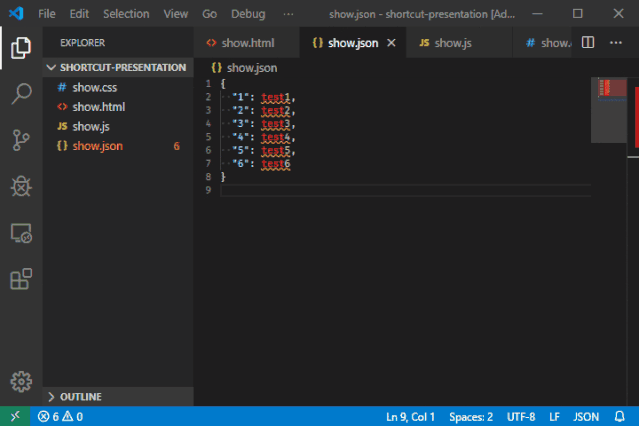 File Edit Selection View Go Debug ··· show.json - shortcut-presentation [Ad...
EXPLORER
SHORTCUT-PRESENTATION
# show.css
<> show.html
JS show.js
{} show.json 6
OUTLINE
<> show.html {} show.json JS show.js # show.
{} show.json
1 {
2 "1": test1,
3 "2": test2,
4 "3": test3,
5 "4": test4,
6 "5": test5,
7 "6": test6
8 }
9
6 0 Ln 9, Col 1 Spaces: 2 UTF-8 LF JSON